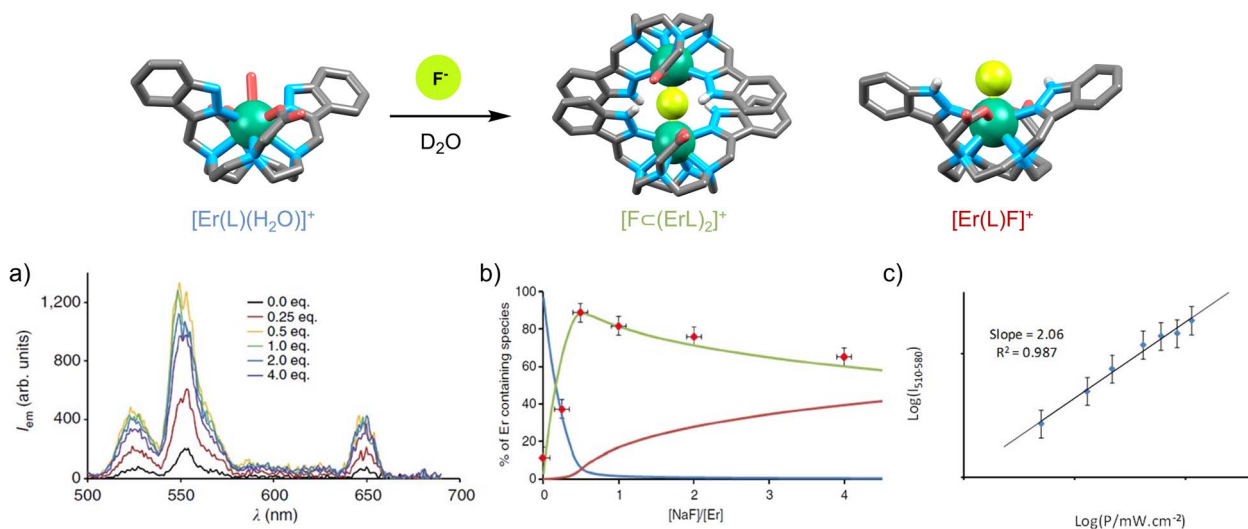 F⁻
D₂O
[Er(L)(H₂O)]⁺
[F⊂(ErL)₂]⁺
[Er(L)F]⁺
a)
I_em (arb. units)
1,200
900
400
0
500
550
600
650
700
λ (nm)
0.0 eq.
0.25 eq.
0.5 eq.
1.0 eq.
2.0 eq.
4.0 eq.
b)
% of Er containing species
100
80
60
40
20
0
0
1
2
3
4
[NaF]/[Er]
c)
Log(I₅₁₀₋₅₈₀)
Slope = 2.06
R² = 0.987
Log(P/mW.cm⁻²)